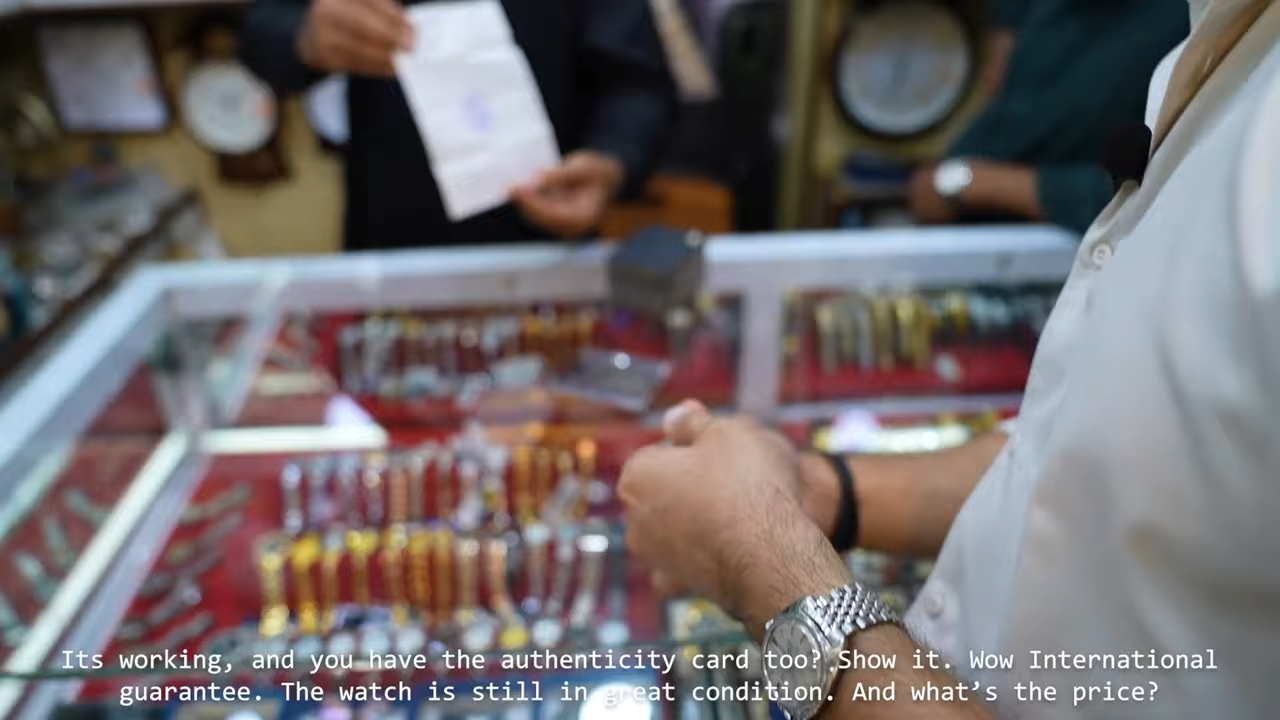 Its working, and you have the authenticity card too? Show it. Wow International
guarantee. The watch is still in great condition. And what’s the price?